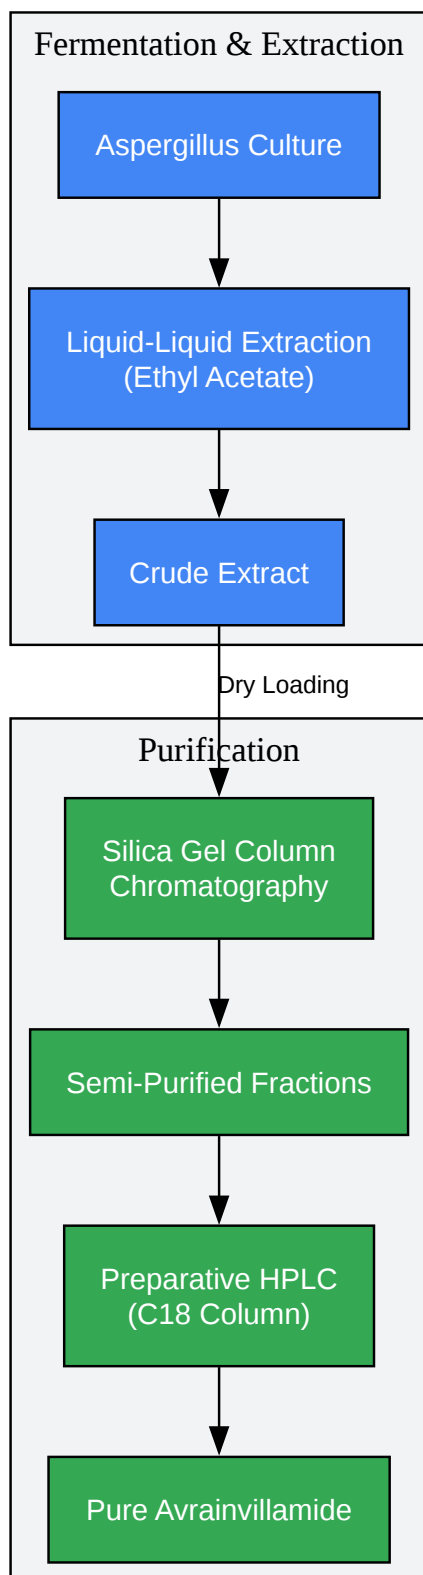 Fermentation & Extraction
Aspergillus Culture
Liquid-Liquid Extraction
(Ethyl Acetate)
Crude Extract
Dry Loading
Purification
Silica Gel Column
Chromatography
Semi-Purified Fractions
Preparative HPLC
(C18 Column)
Pure Avrainvillamide